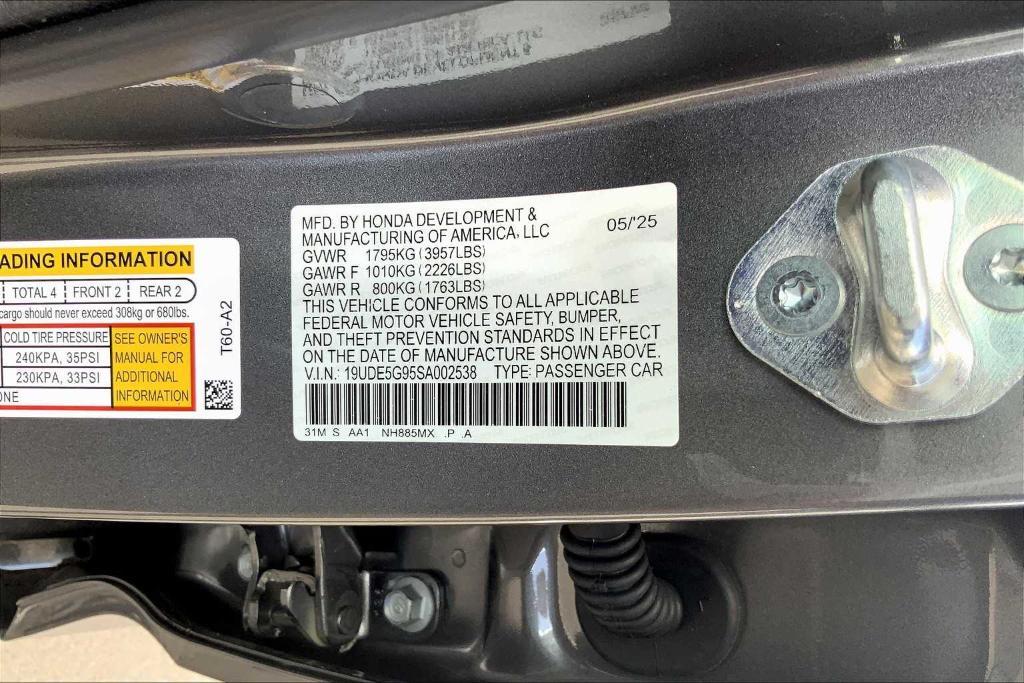 ADING INFORMATION
TOTAL 4 FRONT 2 REAR 2
cargo should never exceed 308kg or 680lbs.
COLD TIRE PRESSURE
240KPA, 35PSI
230KPA, 33PSI
ONE
SEE OWNER'S
MANUAL FOR
ADDITIONAL
INFORMATION
T60-A2
MFD. BY HONDA DEVELOPMENT & 05/'25
MANUFACTURING OF AMERICA, LLC
GVWR 1795KG (3957LBS)
GAWR F 1010KG (2226LBS)
GAWR R 800KG (1763LBS)
THIS VEHICLE CONFORMS TO ALL APPLICABLE
FEDERAL MOTOR VEHICLE SAFETY, BUMPER,
AND THEFT PREVENTION STANDARDS IN EFFECT
ON THE DATE OF MANUFACTURE SHOWN ABOVE.
V.I.N: 19UDE5G95SA002538 TYPE: PASSENGER CAR
31M S AA1 NH885MX .P .A